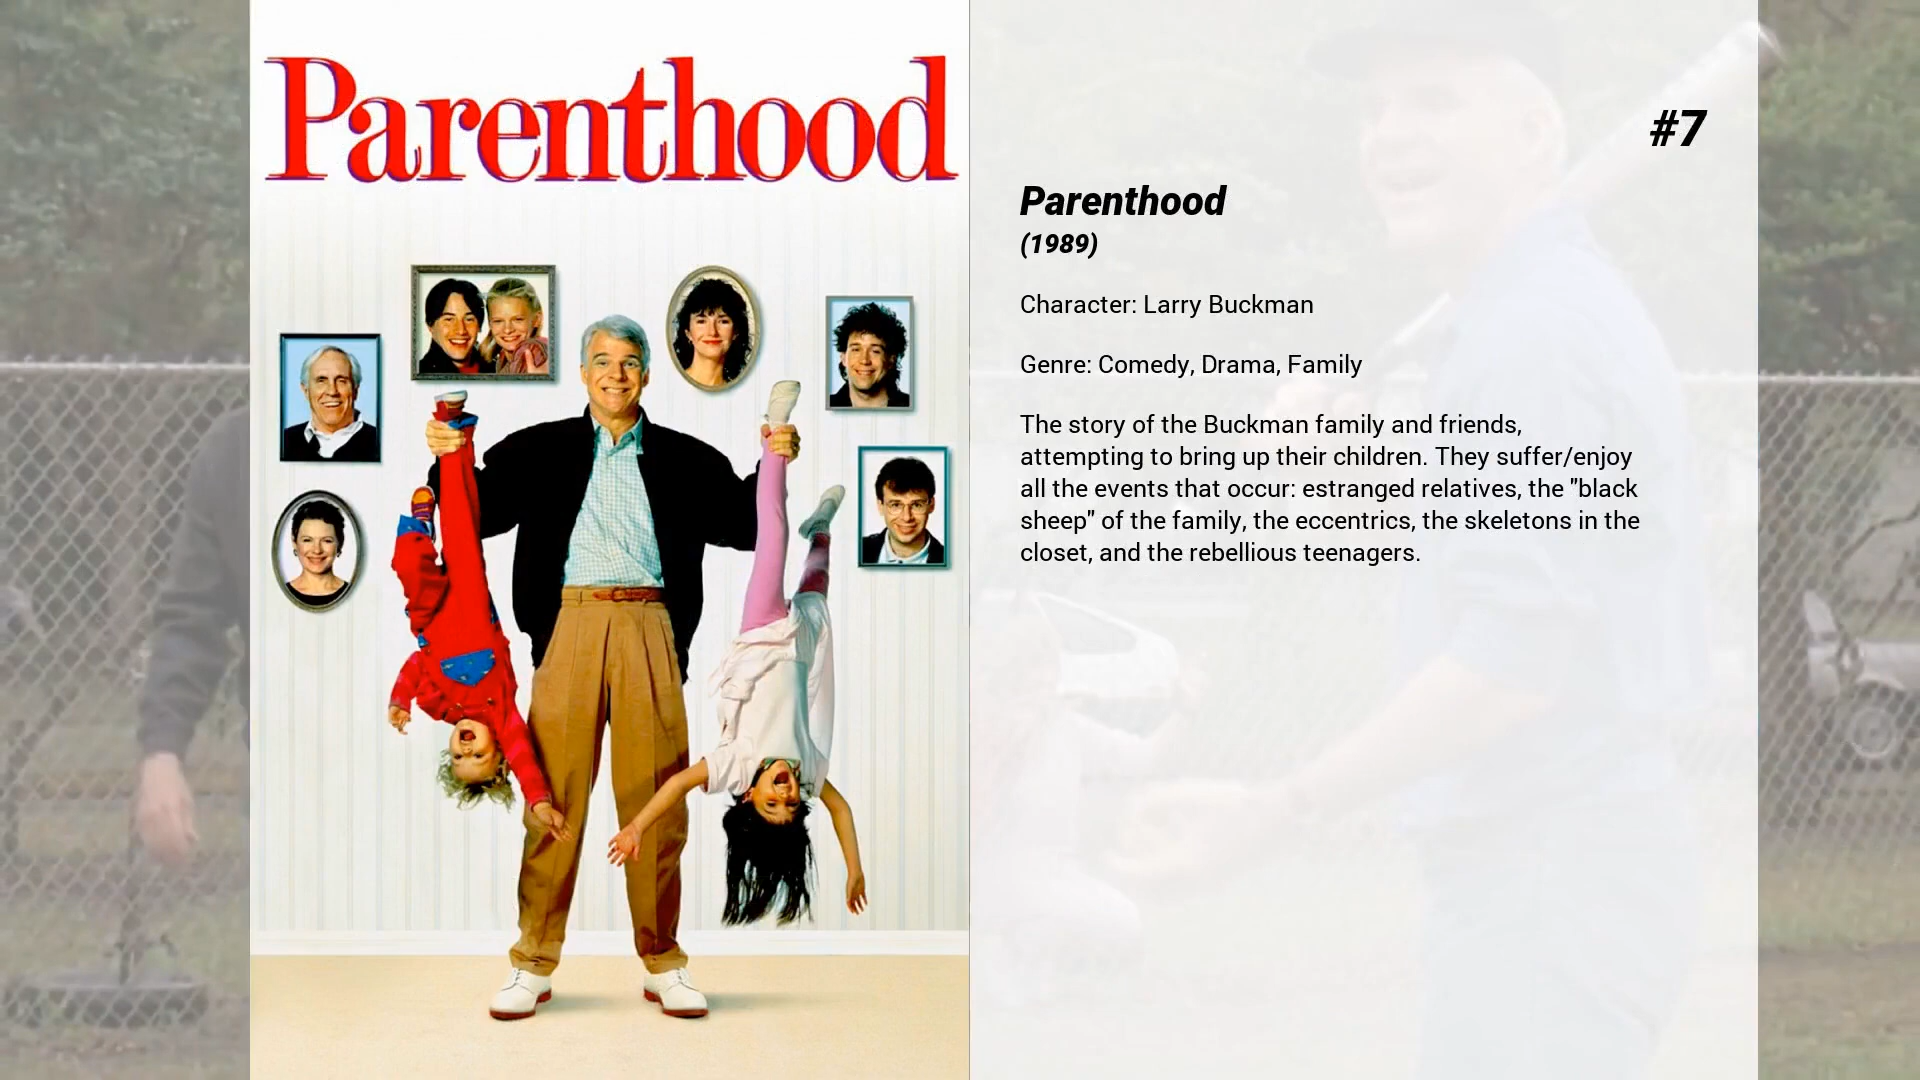 Parenthood
#7
Parenthood
(1989)
Character: Larry Buckman
Genre: Comedy, Drama, Family
The story of the Buckman family and friends,
attempting to bring up their children. They suffer/enjoy
all the events that occur: estranged relatives, the "black
sheep" of the family, the eccentrics, the skeletons in the
closet, and the rebellious teenagers.